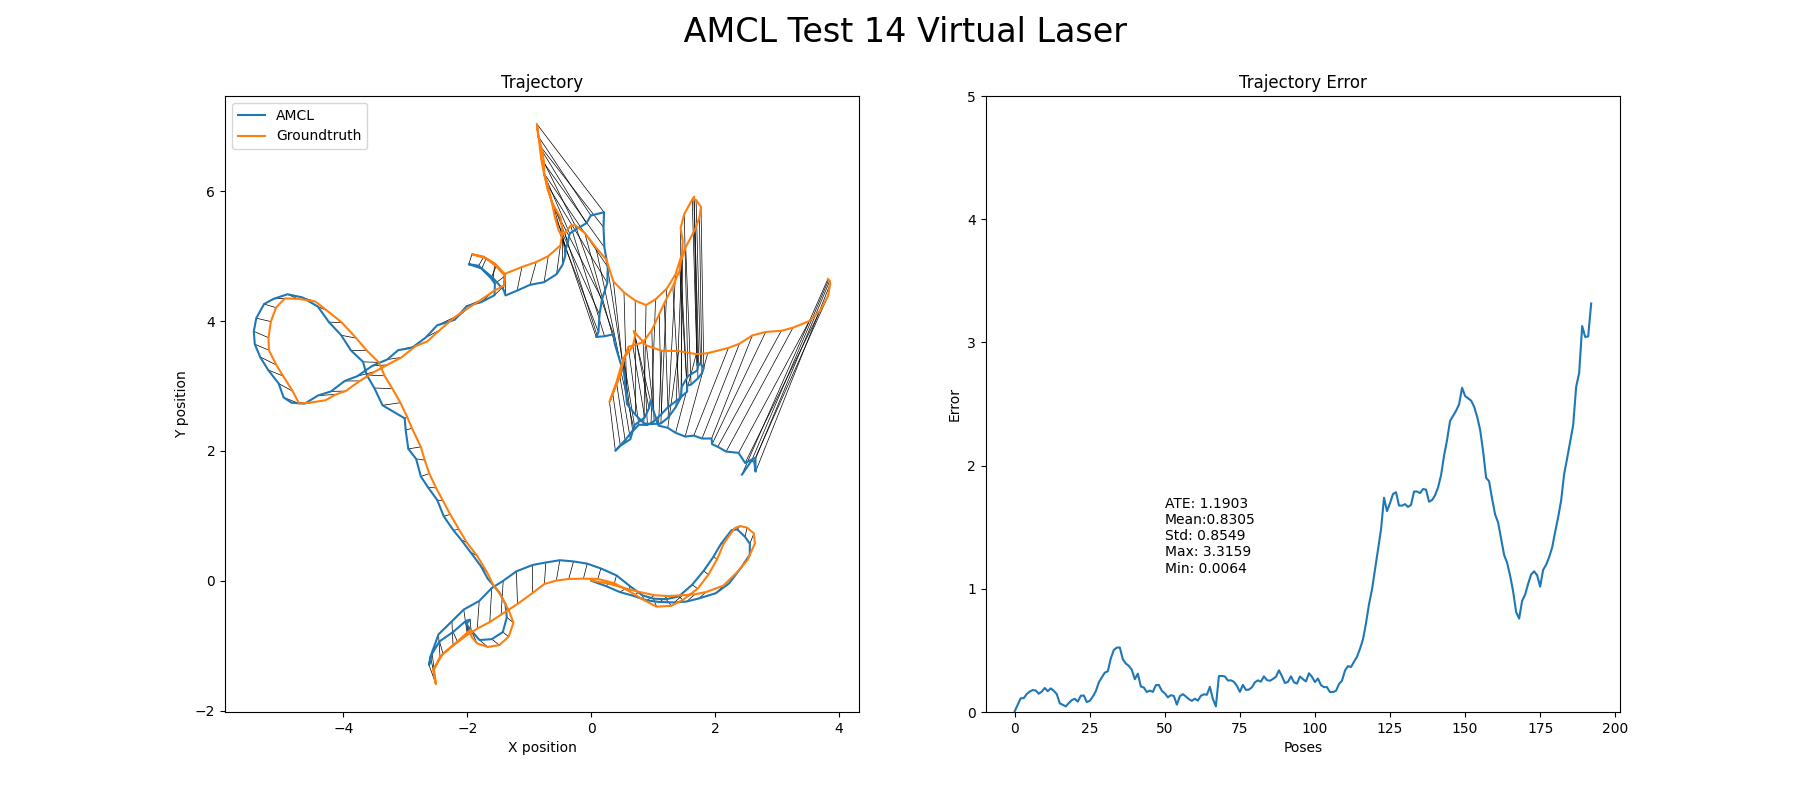 AMCL Test 14 Virtual Laser
Trajectory
AMCL
Groundtruth
6
4
2
0
−2
−4
−2
0
2
4
Y position
X position
Trajectory Error
5
4
3
2
1
0
ATE: 1.1903
Mean:0.8305
Std: 0.8549
Max: 3.3159
Min: 0.0064
0
25
50
75
100
125
150
175
200
Error
Poses